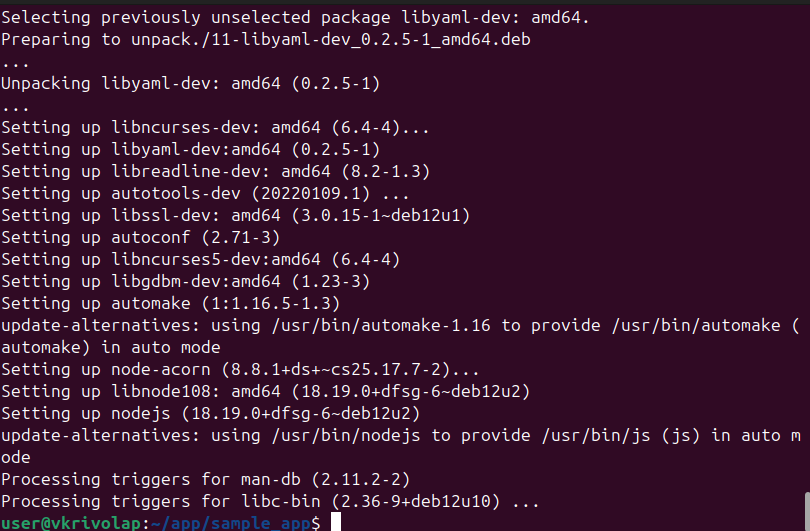 Selecting previously unselected package libyaml-dev: amd64.
Preparing to unpack./11-libyaml-dev_0.2.5-1_amd64.deb
...
Unpacking libyaml-dev: amd64 (0.2.5-1)
...
Setting up libncurses-dev: amd64 (6.4-4)...
Setting up libyaml-dev:amd64 (0.2.5-1)
Setting up libreadline-dev: amd64 (8.2-1.3)
Setting up autotools-dev (20220109.1) ...
Setting up libssl-dev: amd64 (3.0.15-1~deb12u1)
Setting up autoconf (2.71-3)
Setting up libncurses5-dev:amd64 (6.4-4)
Setting up libgdbm-dev:amd64 (1.23-3)
Setting up automake (1:1.16.5-1.3)
update-alternatives: using /usr/bin/automake-1.16 to provide /usr/bin/automake (
automake) in auto mode
Setting up node-acorn (8.8.1+ds+~cs25.17.7-2)...
Setting up libnode108: amd64 (18.19.0+dfsg-6~deb12u2)
Setting up nodejs (18.19.0+dfsg-6~deb12u2)
update-alternatives: using /usr/bin/nodejs to provide /usr/bin/js (js) in auto m
ode
Processing triggers for man-db (2.11.2-2)
Processing triggers for libc-bin (2.36-9+deb12u10) ...
user@vkrivolap:~/app/sample_app$